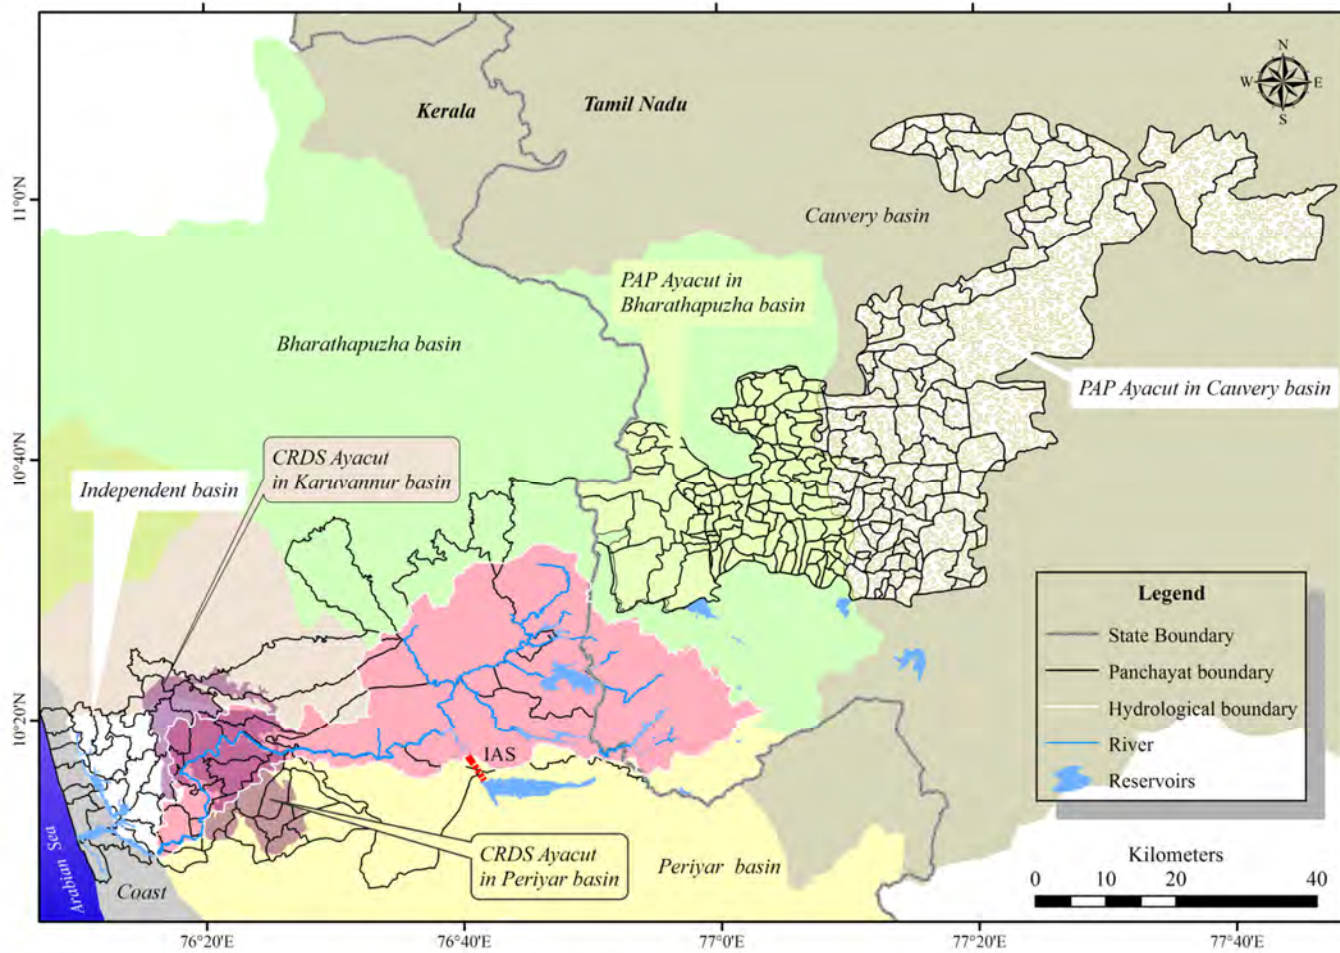 N
W E
S
Kerala
Tamil Nadu
11°0'N
Cauvery basin
PAP Ayacut in
Bharathapuzha basin
Bharathapuzha basin
PAP Ayacut in Cauvery basin
10°40'N
CRDS Ayacut
in Karuvannur basin
Independent basin
Legend
State Boundary
Panchayat boundary
Hydrological boundary
River
Reservoirs
10°20'N
IAS
CRDS Ayacut
in Periyar basin
Periyar basin
Arabian Sea
Coast
Kilometers
0 10 20 40
76°20'E
76°40'E
77°0'E
77°20'E
77°40'E